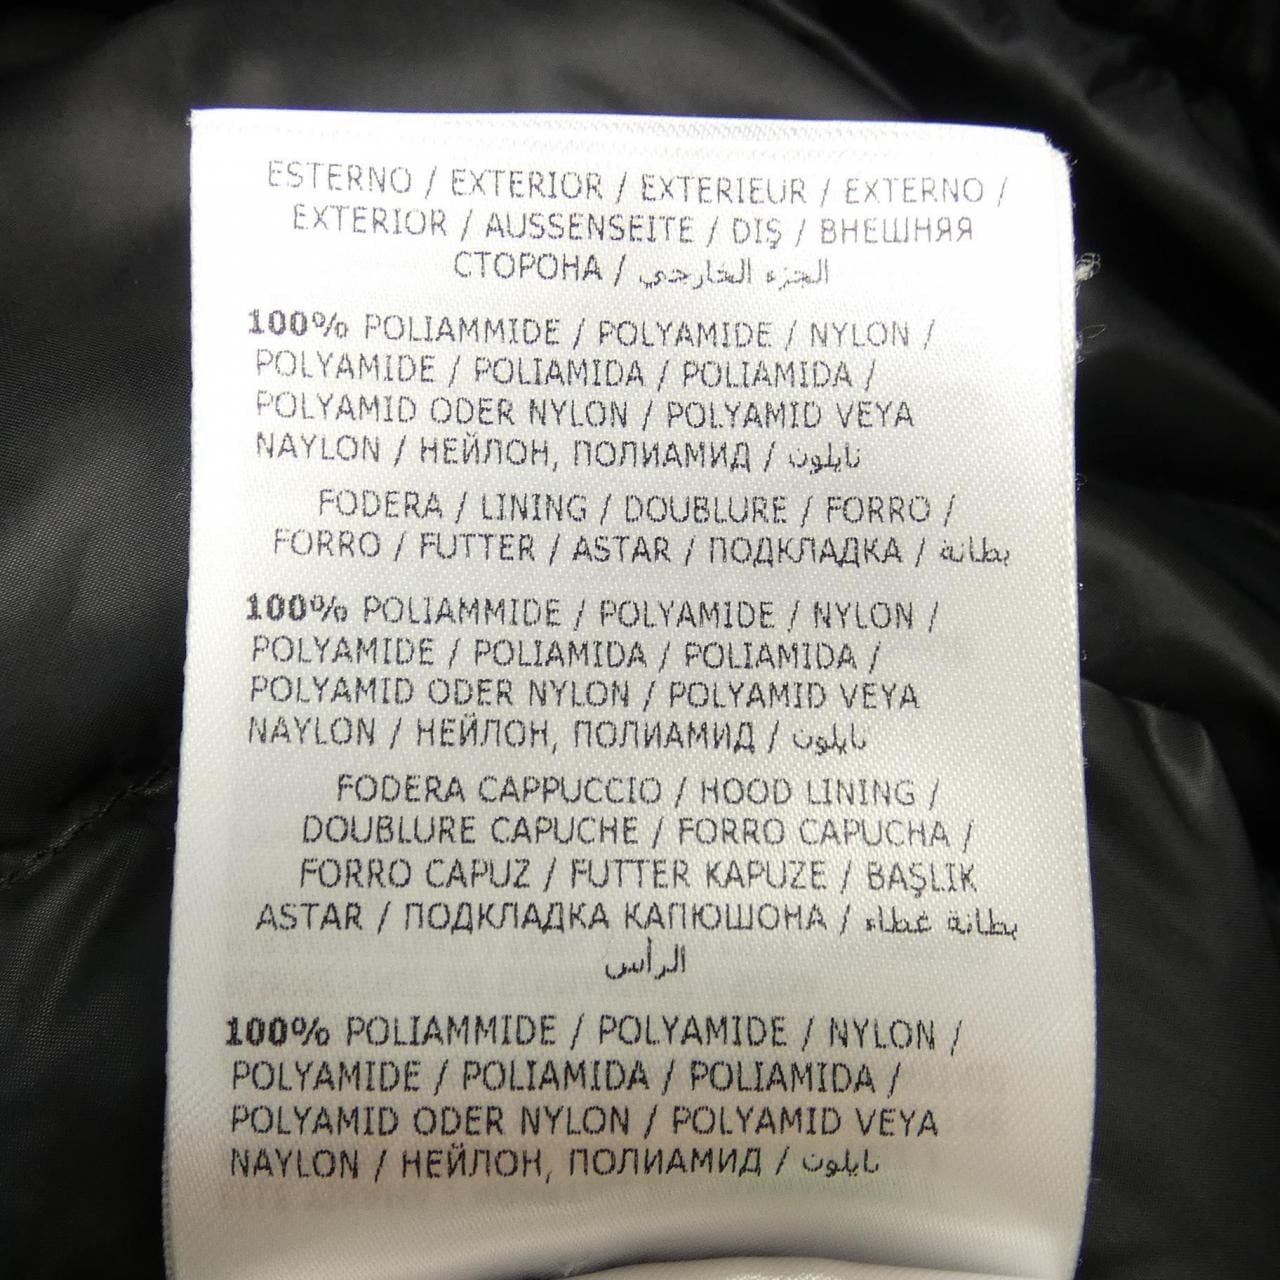 ESTERNO / EXTERIOR / EXTERIEUR / EXTERNO /
EXTERIOR / AUSSENSEITE / DIŞ / ВНЕШНЯЯ
СТОРОНА / الجزء الخارجي
100% POLIAMMIDE / POLYAMIDE / NYLON /
POLYAMIDE / POLIAMIDA / POLIAMIDA /
POLYAMID ODER NYLON / POLYAMID VEYA
NAYLON / НЕЙЛОН, ПОЛИАМИД / نايلون
FODERA / LINING / DOUBLURE / FORRO /
FORRO / FUTTER / ASTAR / ПОДКЛАДКА / بطانة
100% POLIAMMIDE / POLYAMIDE / NYLON /
POLYAMIDE / POLIAMIDA / POLIAMIDA /
POLYAMID ODER NYLON / POLYAMID VEYA
NAYLON / НЕЙЛОН, ПОЛИАМИД / نايلون
FODERA CAPPUCCIO / HOOD LINING /
DOUBLURE CAPUCHE / FORRO CAPUCHA /
FORRO CAPUZ / FUTTER KAPUZE / BAŞLIK
ASTAR / ПОДКЛАДКА КАПЮШОНА / بطانة غطاء
الرأس
100% POLIAMMIDE / POLYAMIDE / NYLON /
POLYAMIDE / POLIAMIDA / POLIAMIDA /
POLYAMID ODER NYLON / POLYAMID VEYA
NAYLON / НЕЙЛОН, ПОЛИАМИД / نايلون